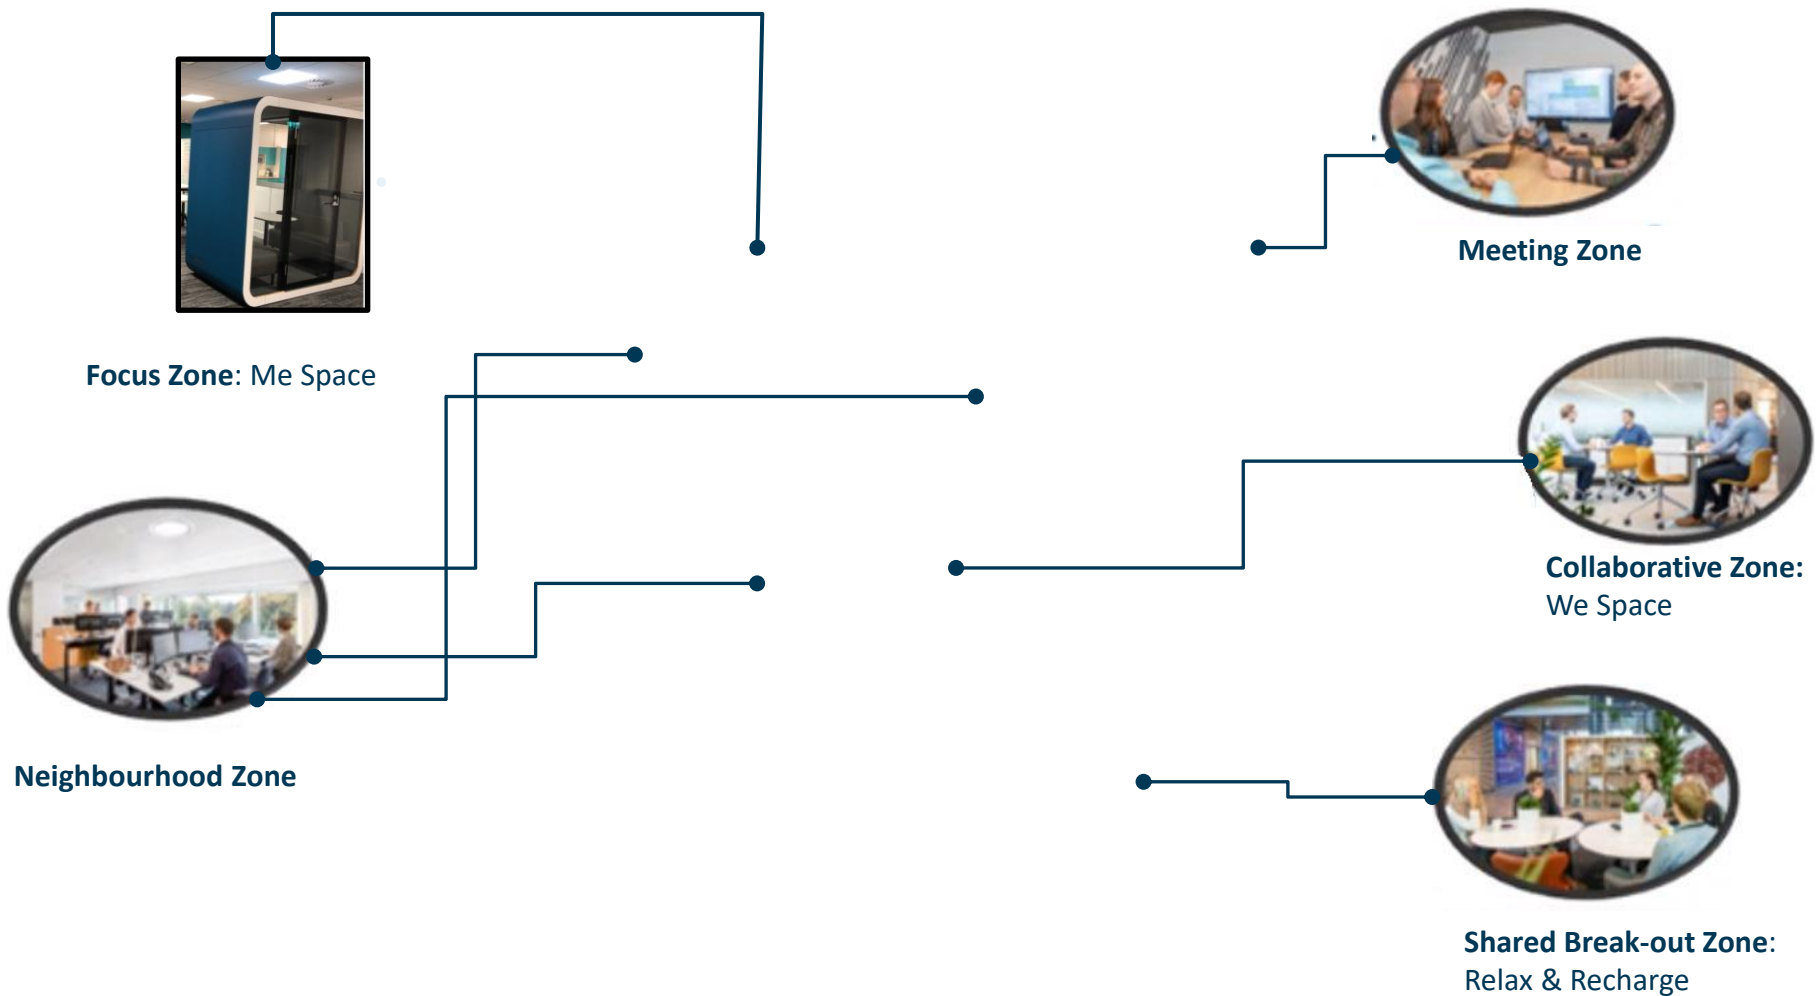 Meeting Zone
Focus Zone: Me Space
Collaborative Zone:
We Space
Neighbourhood Zone
Shared Break-out Zone:
Relax & Recharge